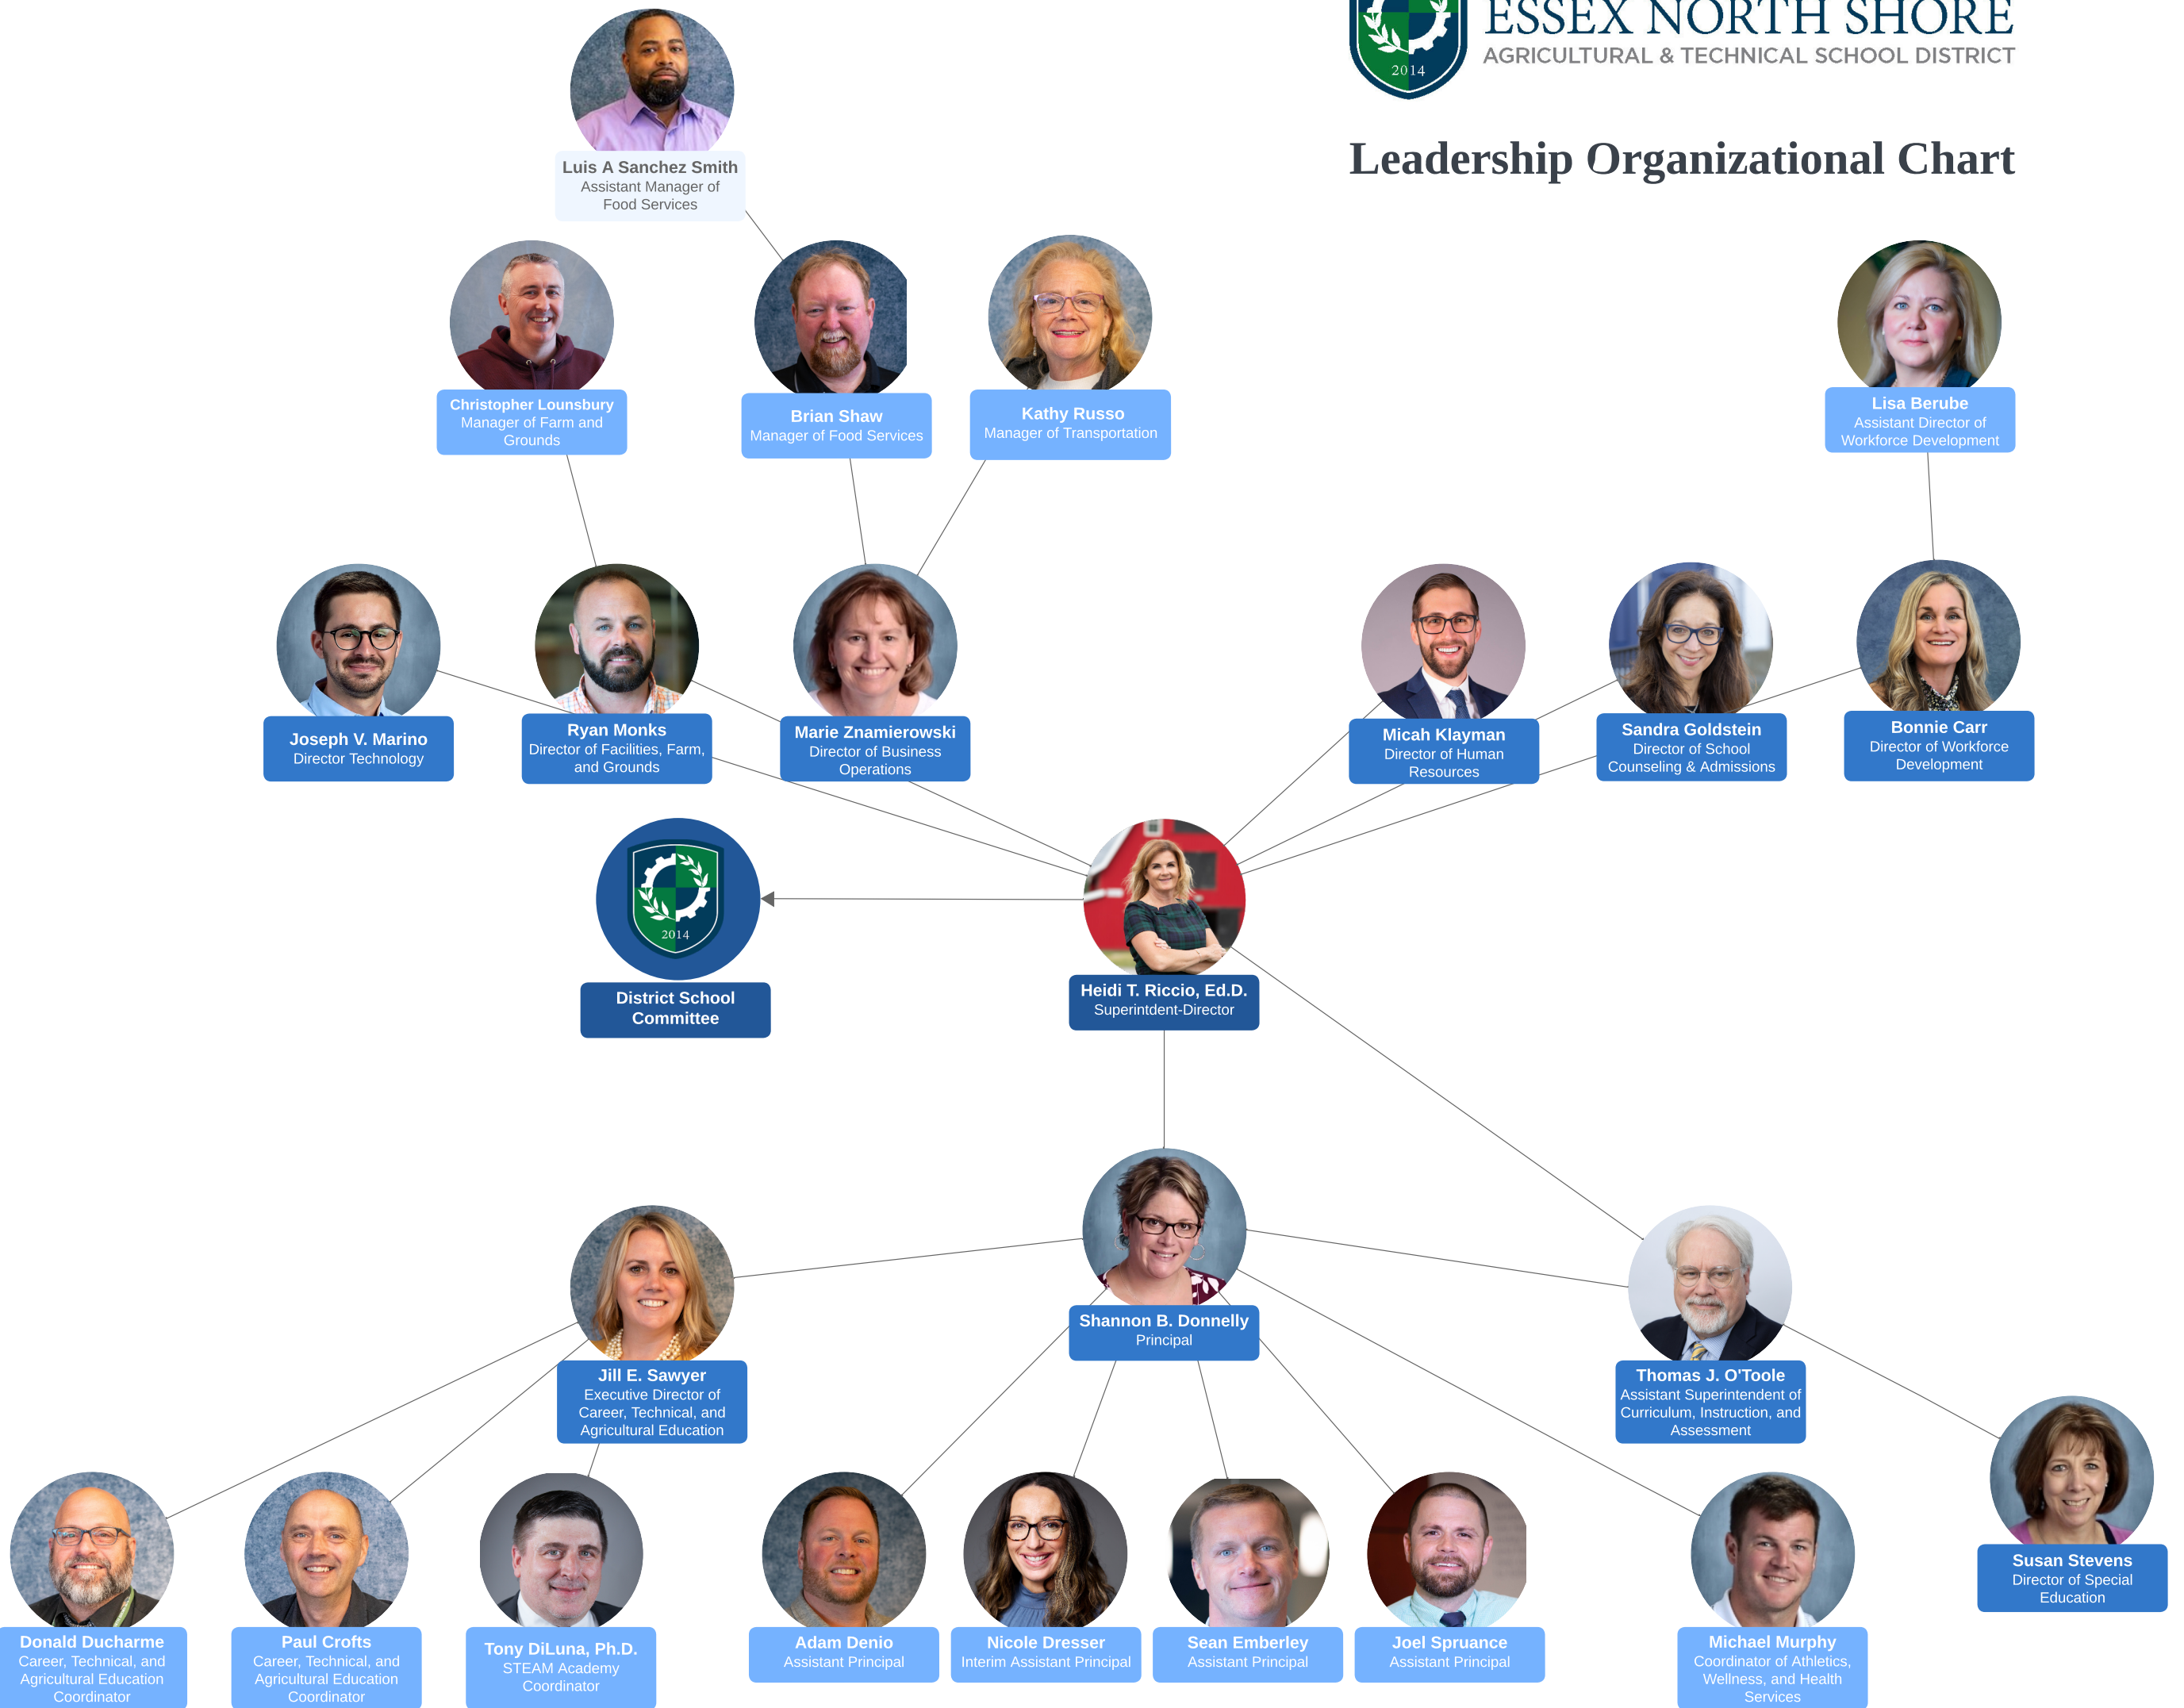 ESSEX NORTH SHORE
AGRICULTURAL & TECHNICAL SCHOOL DISTRICT
2014
Leadership Organizational Chart
Luis A Sanchez Smith
Assistant Manager of
Food Services
Christopher Lounsbury
Manager of Farm and
Grounds
Brian Shaw
Manager of Food Services
Kathy Russo
Manager of Transportation
Lisa Berube
Assistant Director of
Workforce Development
Joseph V. Marino
Director Technology
Ryan Monks
Director of Facilities, Farm,
and Grounds
Marie Znamierowski
Director of Business
Operations
Micah Klayman
Director of Human
Resources
Sandra Goldstein
Director of School
Counseling & Admissions
Bonnie Carr
Director of Workforce
Development
2014
District School
Committee
Heidi T. Riccio, Ed.D.
Superintdent-Director
Shannon B. Donnelly
Principal
Jill E. Sawyer
Executive Director of
Career, Technical, and
Agricultural Education
Thomas J. O'Toole
Assistant Superintendent of
Curriculum, Instruction, and
Assessment
Susan Stevens
Director of Special
Education
Donald Ducharme
Career, Technical, and
Agricultural Education
Coordinator
Paul Crofts
Career, Technical, and
Agricultural Education
Coordinator
Tony DiLuna, Ph.D.
STEAM Academy
Coordinator
Adam Denio
Assistant Principal
Nicole Dresser
Interim Assistant Principal
Sean Emberley
Assistant Principal
Joel Spruance
Assistant Principal
Michael Murphy
Coordinator of Athletics,
Wellness, and Health
Services